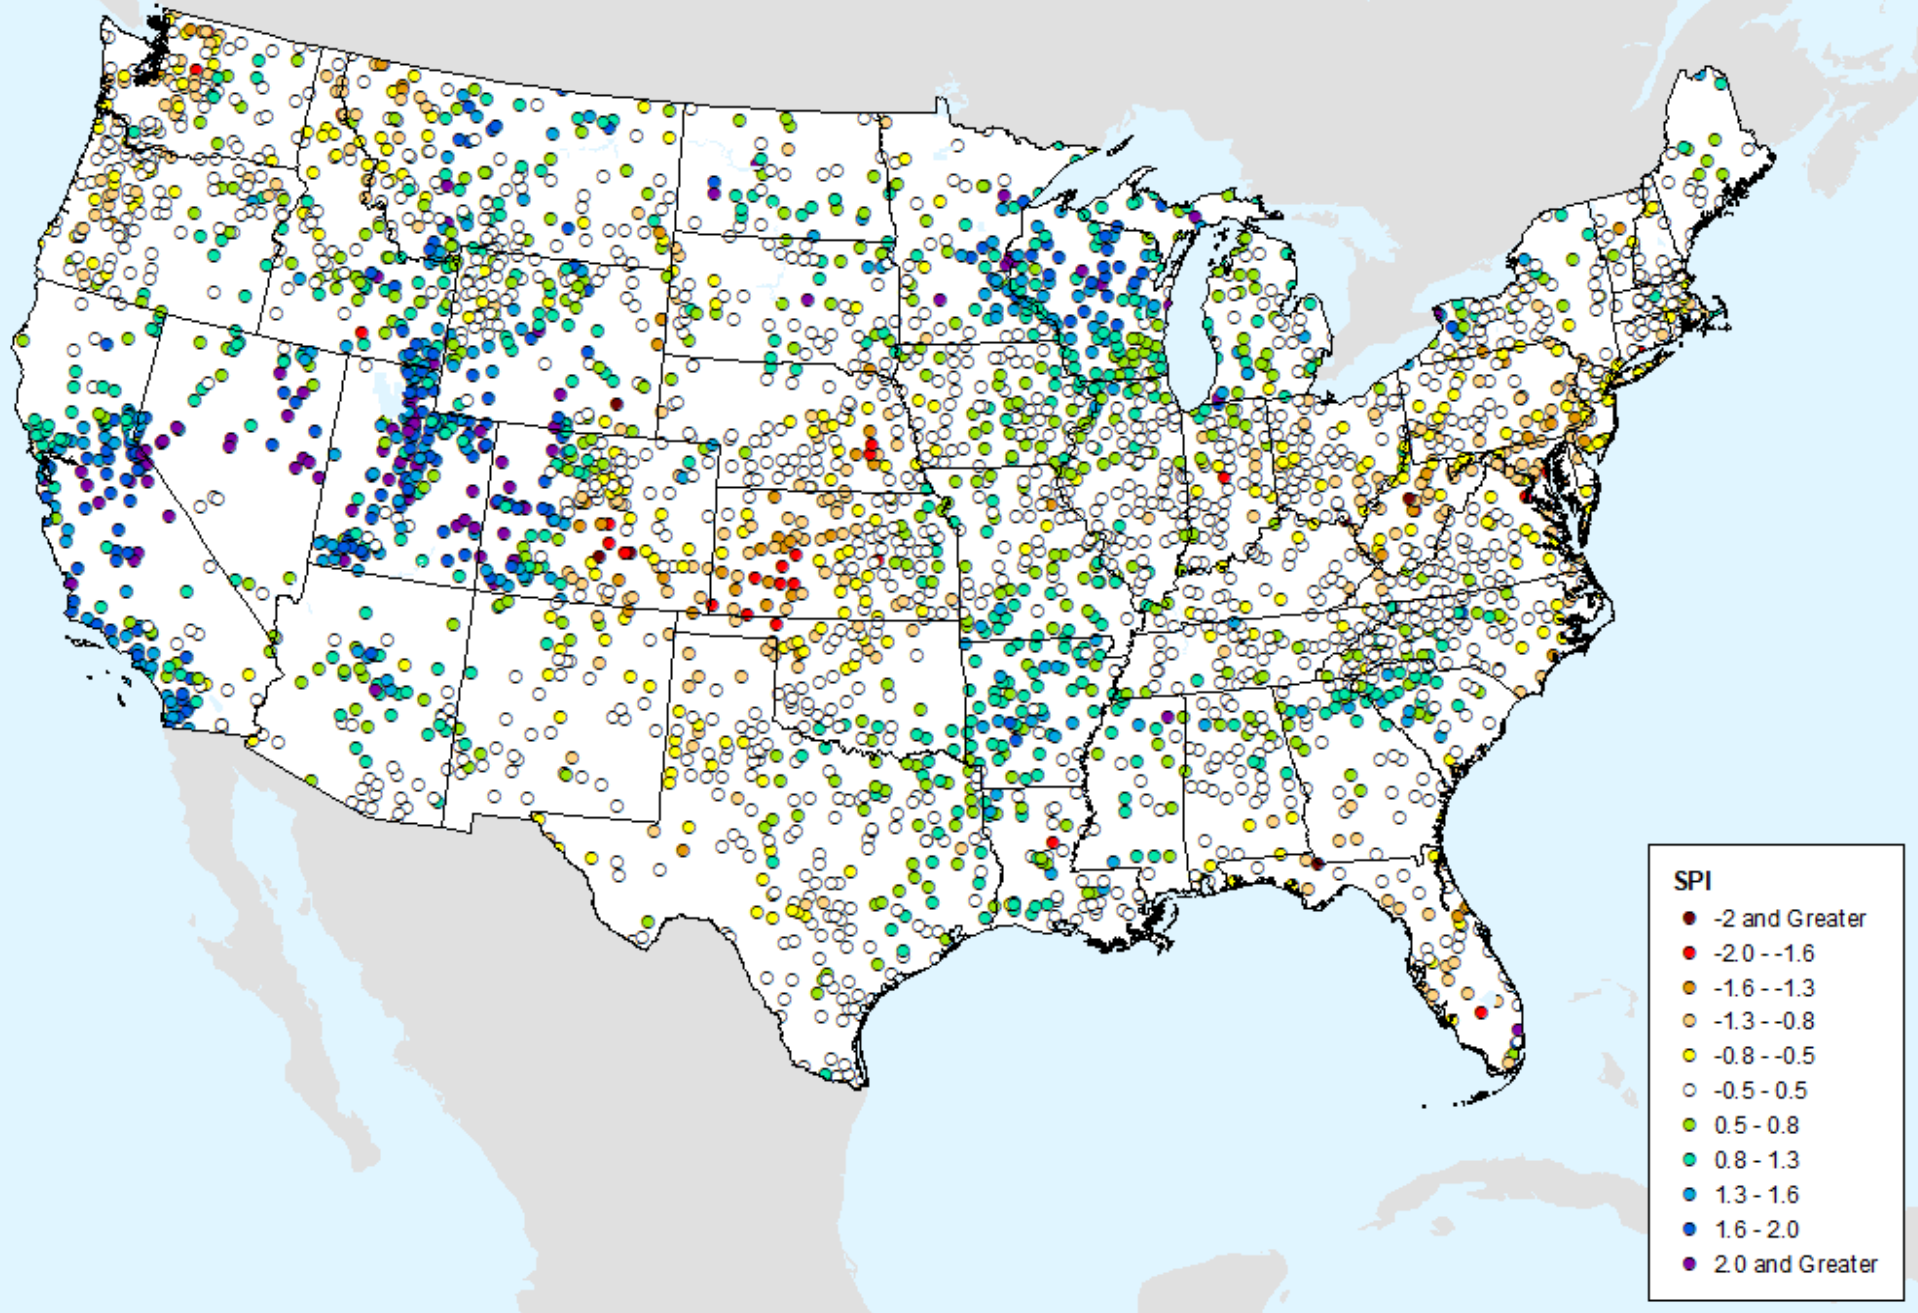 SPI
-2 and Greater
-2.0 - -1.6
-1.6 - -1.3
-1.3 - -0.8
-0.8 - -0.5
-0.5 - 0.5
0.5 - 0.8
0.8 - 1.3
1.3 - 1.6
1.6 - 2.0
2.0 and Greater